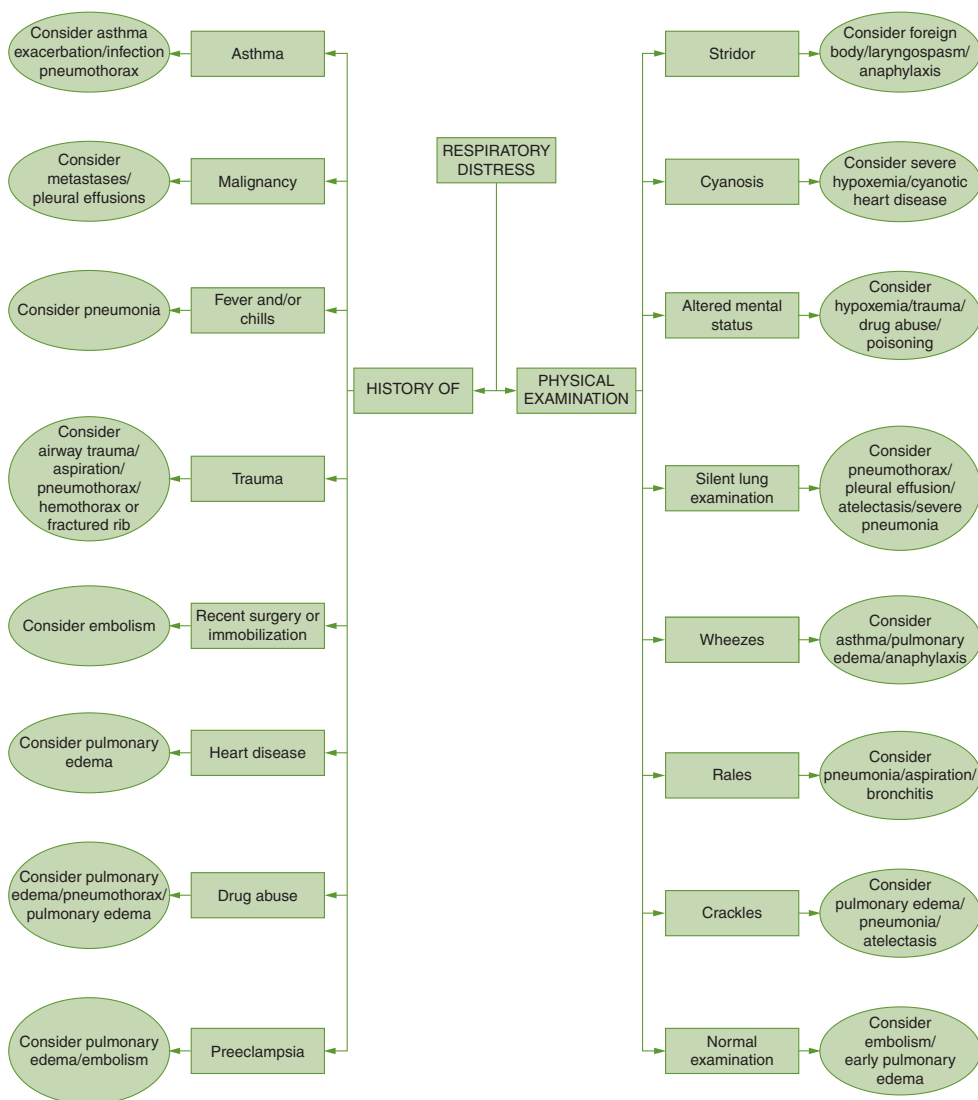 RESPIRATORY
DISTRESS
HISTORY OF
Asthma
Consider asthma
exacerbation/infection
pneumothorax
Malignancy
Consider
metastases/
pleural effusions
Fever and/or
chills
Consider pneumonia
Trauma
Consider
airway trauma/
aspiration/
pneumothorax/
hemothorax or
fractured rib
Recent surgery or
immobilization
Consider embolism
Heart disease
Consider pulmonary
edema
Drug abuse
Consider pulmonary
edema/pneumothorax/
pulmonary edema
Preeclampsia
Consider pulmonary
edema/embolism
PHYSICAL
EXAMINATION
Stridor
Consider foreign
body/laryngospasm/
anaphylaxis
Cyanosis
Consider severe
hypoxemia/cyanotic
heart disease
Altered mental
status
Consider
hypoxemia/trauma/
drug abuse/
poisoning
Silent lung
examination
Consider
pneumothorax/
pleural effusion/
atelectasis/severe
pneumonia
Wheezes
Consider
asthma/pulmonary
edema/anaphylaxis
Rales
Consider
pneumonia/aspiration/
bronchitis
Crackles
Consider
pulmonary edema/
pneumonia/
atelectasis
Normal
examination
Consider
embolism/
early pulmonary
edema